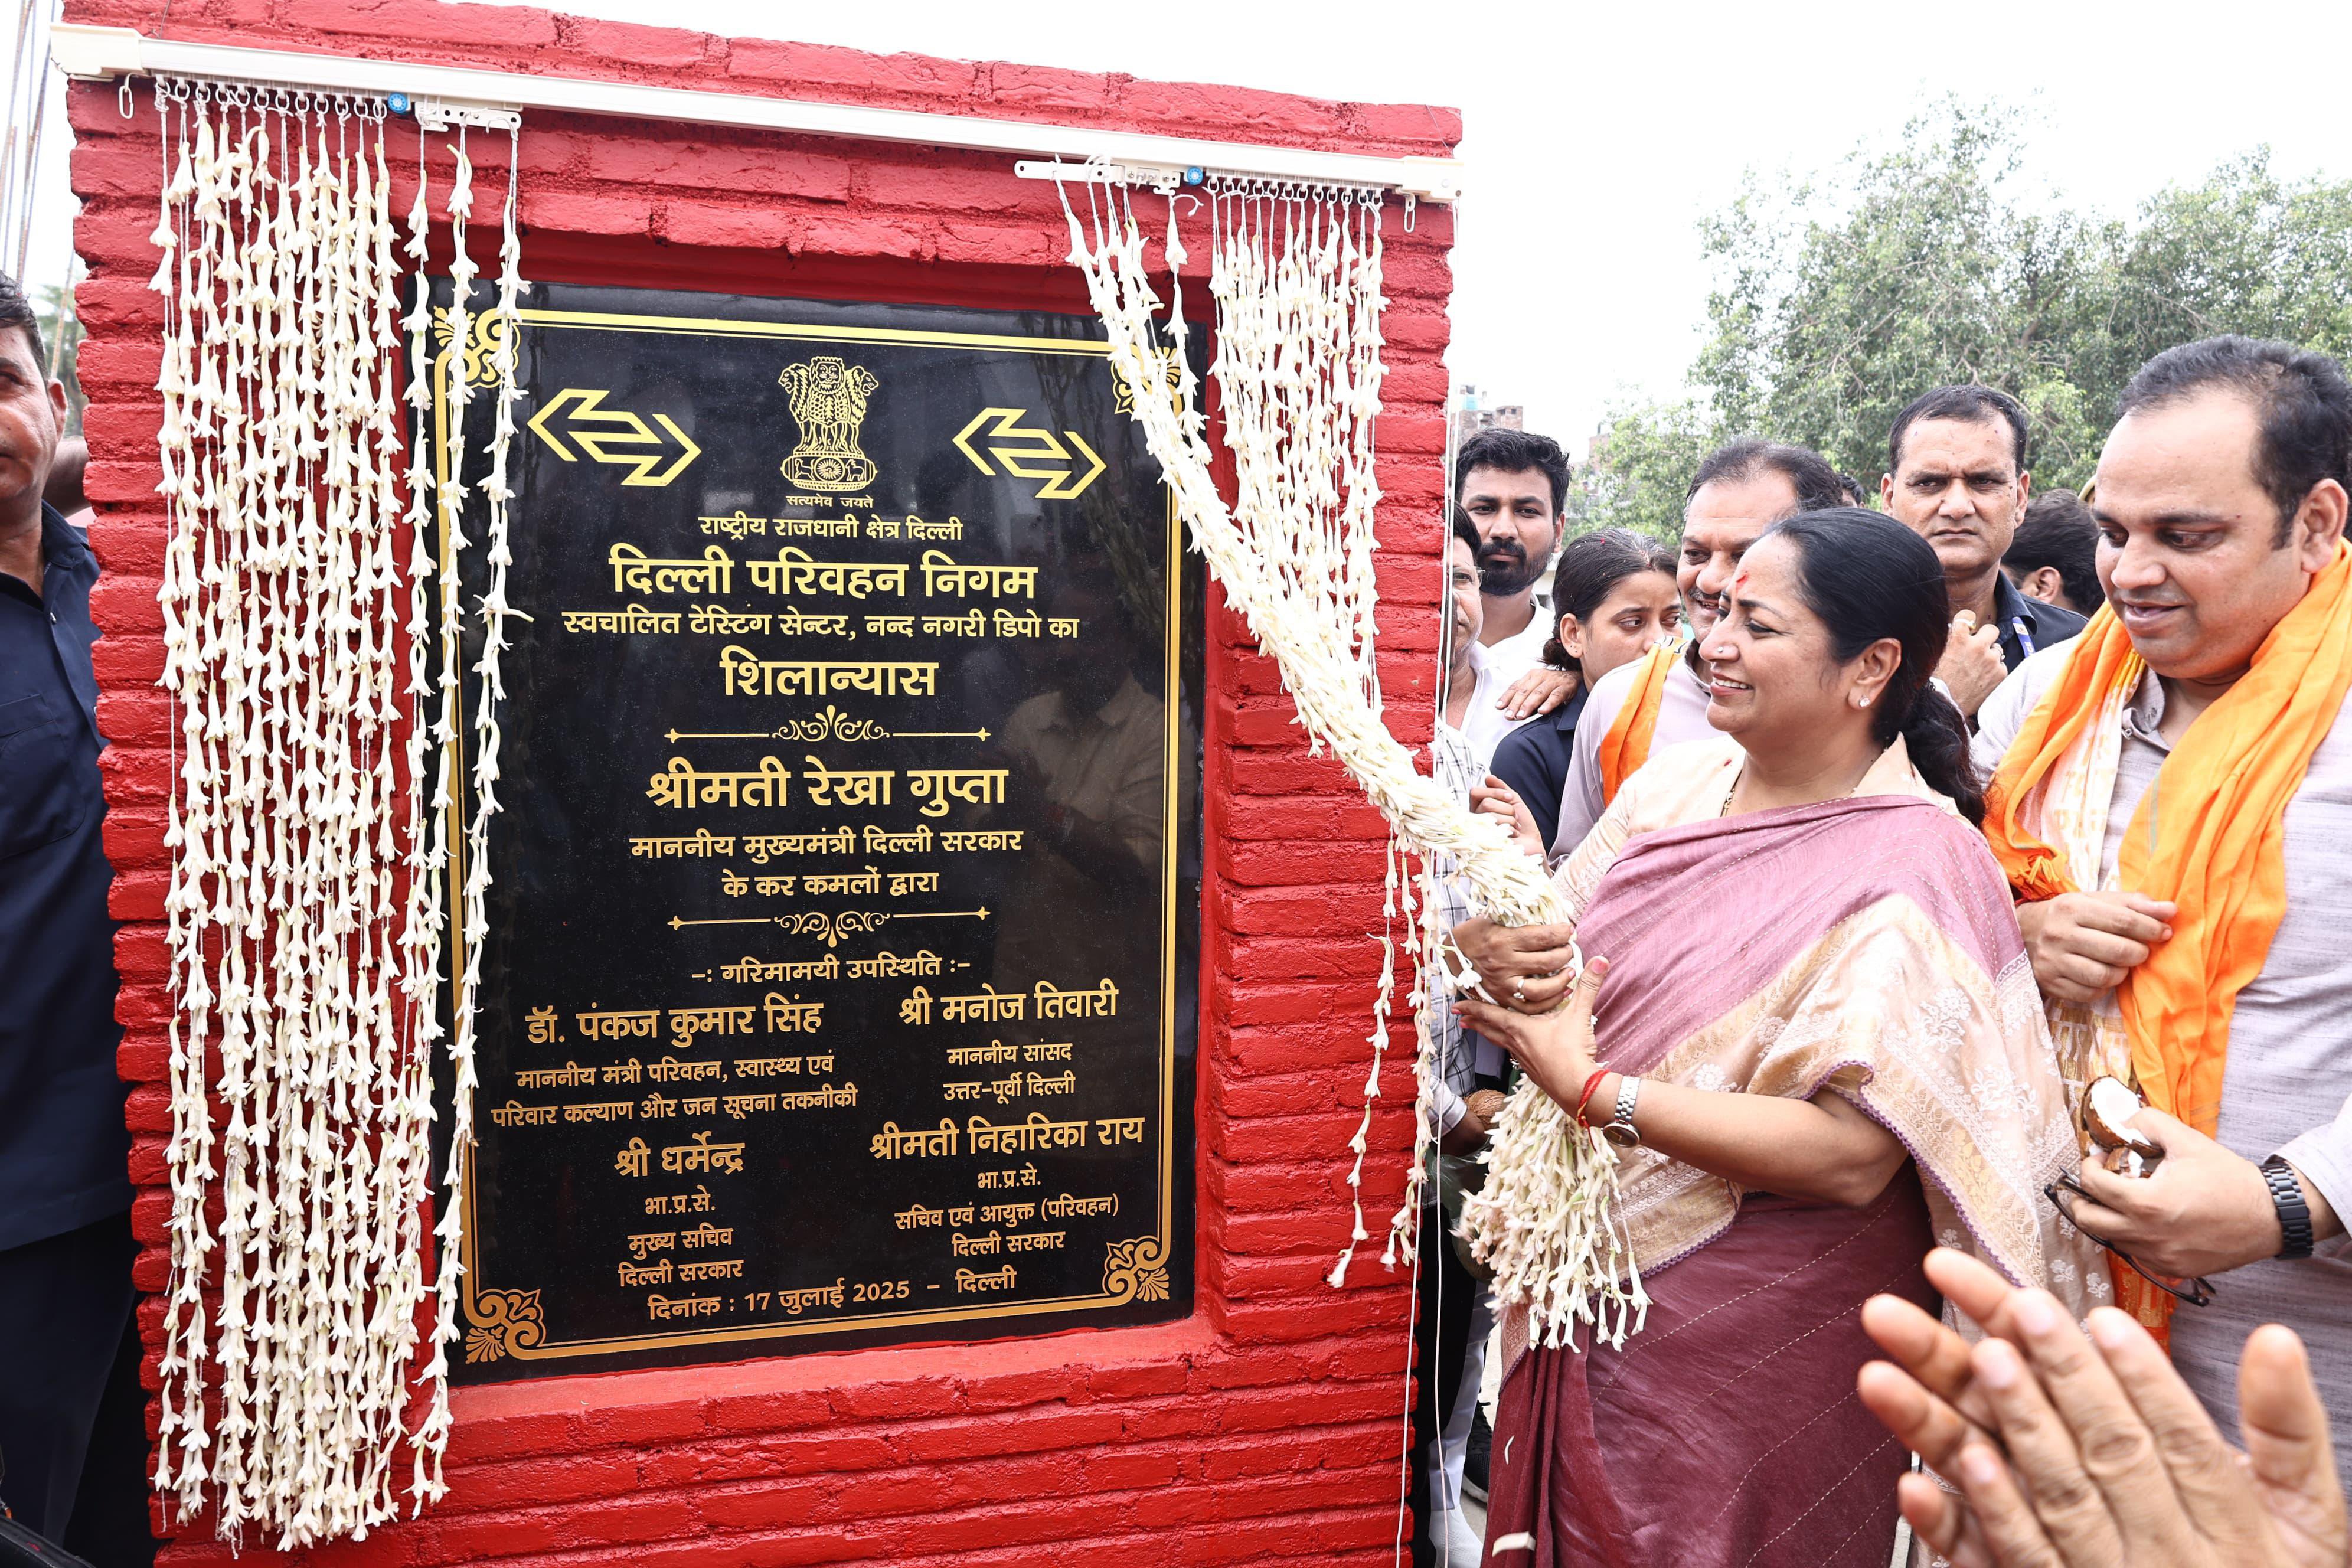 सत्यमेव जयते
राष्ट्रीय राजधानी क्षेत्र दिल्ली
दिल्ली परिवहन निगम
स्वचालित टेस्टिंग सेन्टर, नन्द नगरी डिपो का
शिलान्यास
श्रीमती रेखा गुप्ता
माननीय मुख्यमंत्री दिल्ली सरकार
के कर कमलों द्वारा
-: गरिमामयी उपस्थिति :-
डॉ. पंकज कुमार सिंह
माननीय मंत्री परिवहन, स्वास्थ्य एवं
परिवार कल्याण और जन सूचना तकनीकी
श्री मनोज तिवारी
माननीय सांसद
उत्तर-पूर्वी दिल्ली
श्री धर्मेन्द्र
भा.प्र.से.
मुख्य सचिव
दिल्ली सरकार
श्रीमती निहारिका राय
भा.प्र.से.
सचिव एवं आयुक्त (परिवहन)
दिल्ली सरकार
दिनांक : 17 जुलाई 2025 - दिल्ली